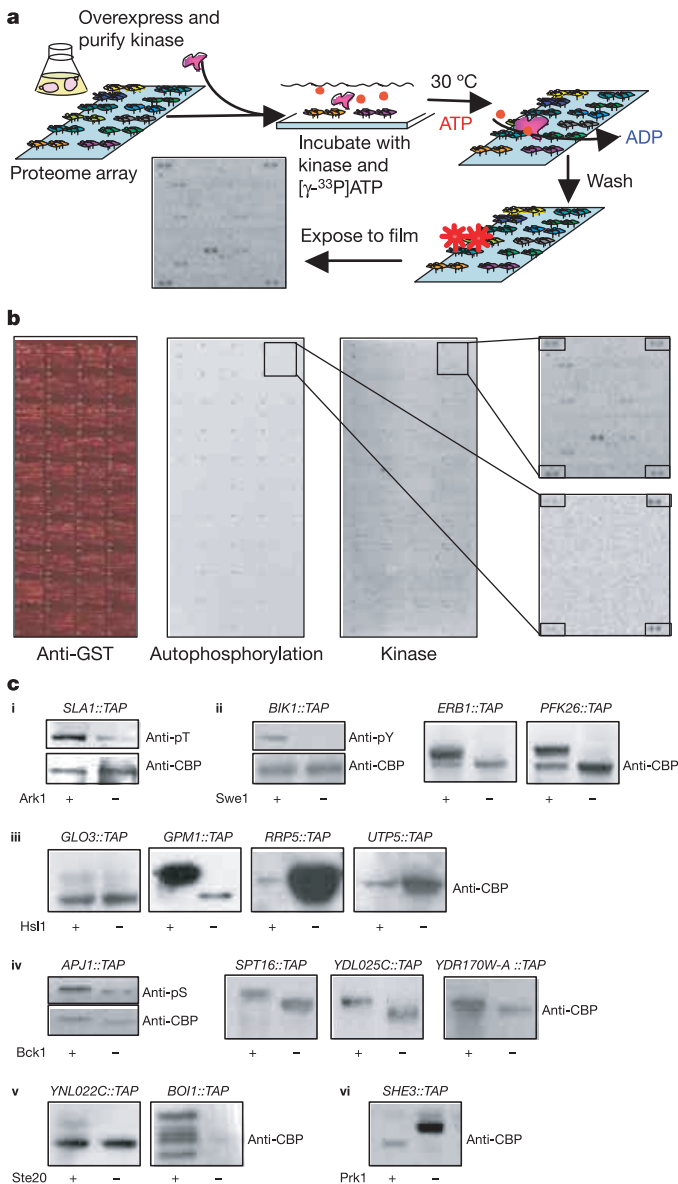 a
Overexpress and
purify kinase
Proteome array
Incubate with
kinase and
[γ-³³P]ATP
30 °C
ATP
ADP
Wash
Expose to film
b
Anti-GST
Autophosphorylation
Kinase
c
i
SLA1::TAP
Anti-pT
Anti-CBP
Ark1
+
–
ii
BIK1::TAP
Anti-pY
Anti-CBP
Swe1
+
–
ERB1::TAP
+
–
PFK26::TAP
Anti-CBP
+
–
iii
GLO3::TAP
GPM1::TAP
RRP5::TAP
UTP5::TAP
Anti-CBP
Hsl1
+ –
+ –
+ –
+ –
iv
APJ1::TAP
Anti-pS
Anti-CBP
Bck1
+ –
SPT16::TAP
YDL025C::TAP
YDR170W-A ::TAP
Anti-CBP
+ –
+ –
+ –
v
YNL022C::TAP
BOI1::TAP
Anti-CBP
Ste20
+ –
+ –
vi
SHE3::TAP
Anti-CBP
Prk1
+ –